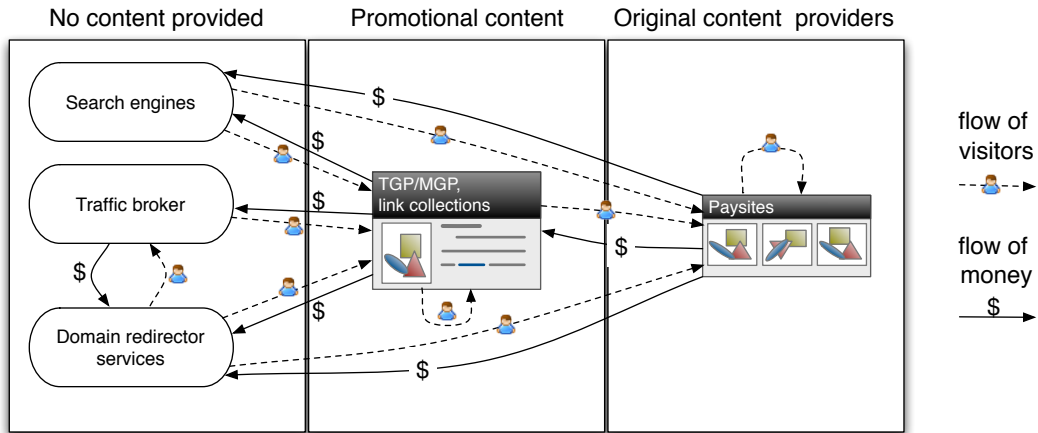 No content provided
Promotional content
Original content providers
Search engines
$
$
flow of
visitors
TGP/MGP,
link collections
Traffic broker
$
Paysites
$
$
flow of
money
$
$
Domain redirector
services
$